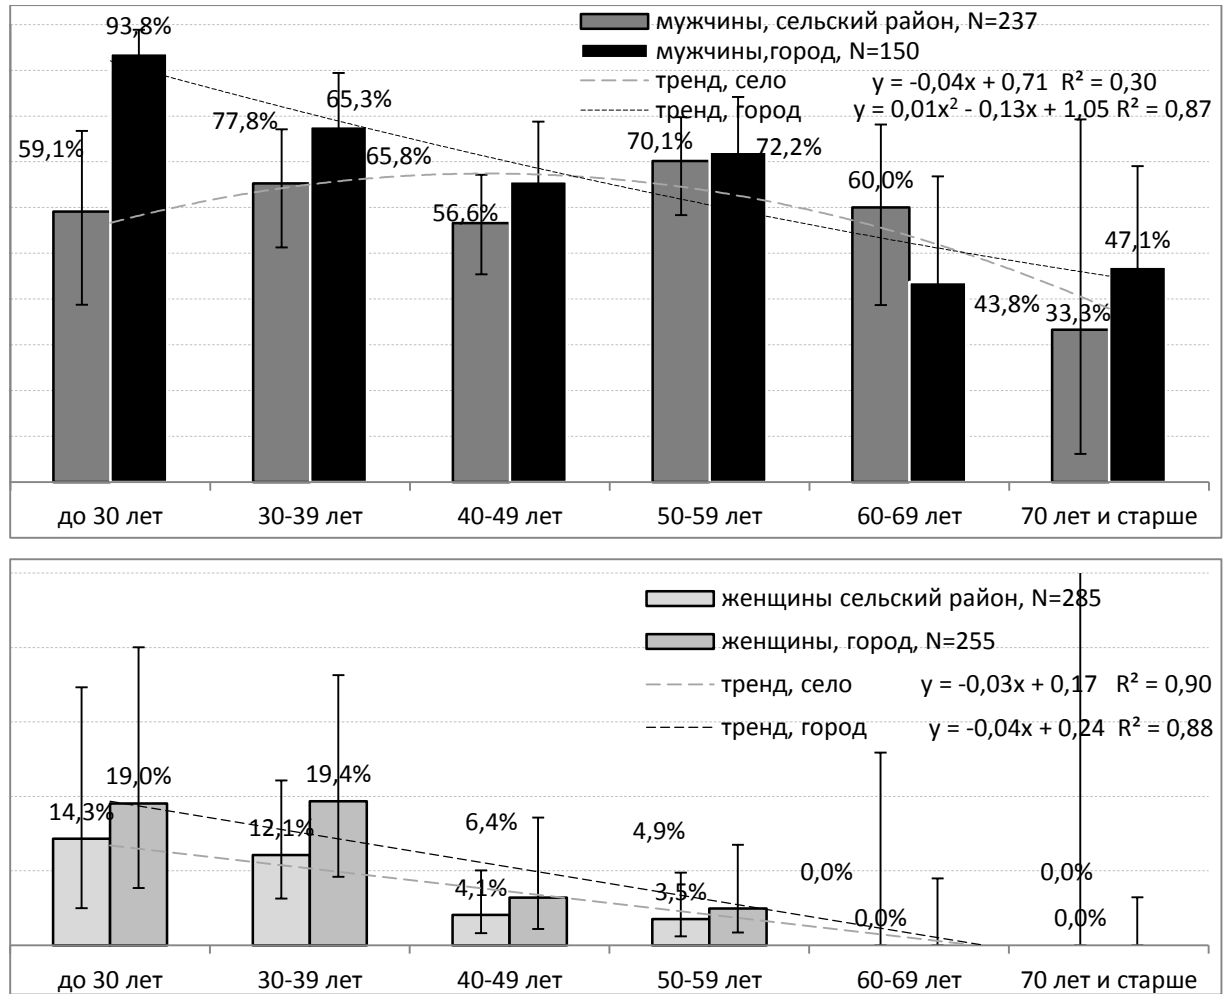 93,8%
мужчины, сельский район, N=237
мужчины,город, N=150
тренд, село y = -0,04x + 0,71 R² = 0,30
тренд, город y = 0,01x² - 0,13x + 1,05 R² = 0,87
59,1%
77,8%
65,3%
65,8%
56,6%
70,1%
72,2%
60,0%
43,8%
33,3%
47,1%
до 30 лет 30-39 лет 40-49 лет 50-59 лет 60-69 лет 70 лет и старше
женщины сельский район, N=285
женщины, город, N=255
тренд, село y = -0,03x + 0,17 R² = 0,90
тренд, город y = -0,04x + 0,24 R² = 0,88
14,3%
19,0%
12,1%
19,4%
4,1%
6,4%
3,5%
4,9%
0,0%
0,0%
0,0%
0,0%
до 30 лет 30-39 лет 40-49 лет 50-59 лет 60-69 лет 70 лет и старше